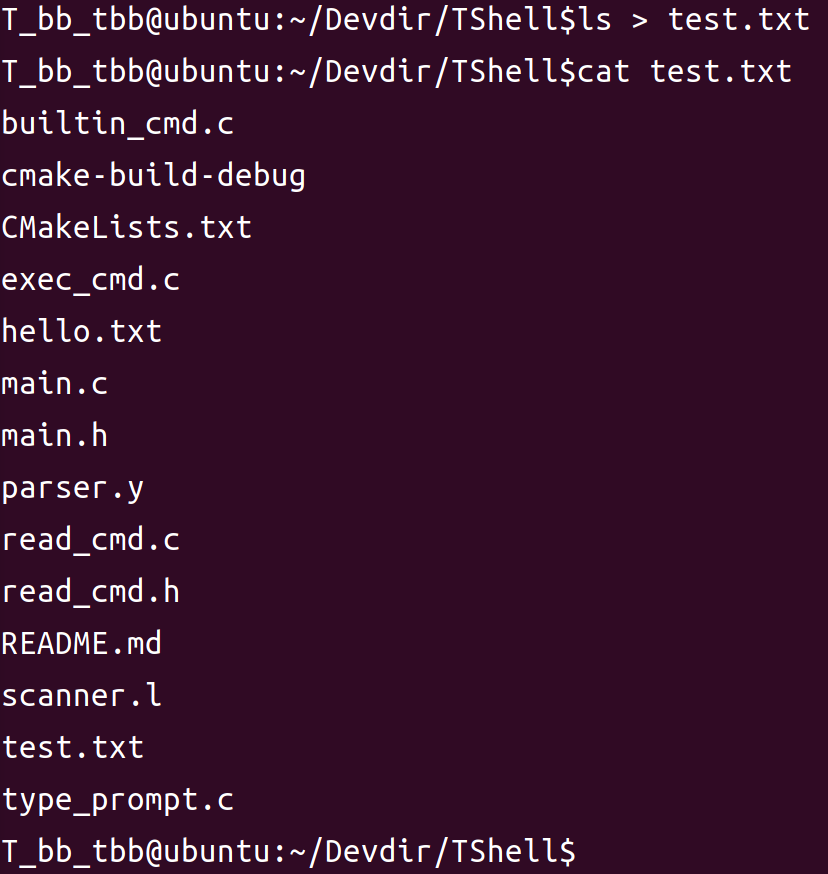 T_bb_tbb@ubuntu:~/Devdir/TShell$ls > test.txt
T_bb_tbb@ubuntu:~/Devdir/TShell$cat test.txt
builtin_cmd.c
cmake-build-debug
CMakeLists.txt
exec_cmd.c
hello.txt
main.c
main.h
parser.y
read_cmd.c
read_cmd.h
README.md
scanner.l
test.txt
type_prompt.c
T_bb_tbb@ubuntu:~/Devdir/TShell$